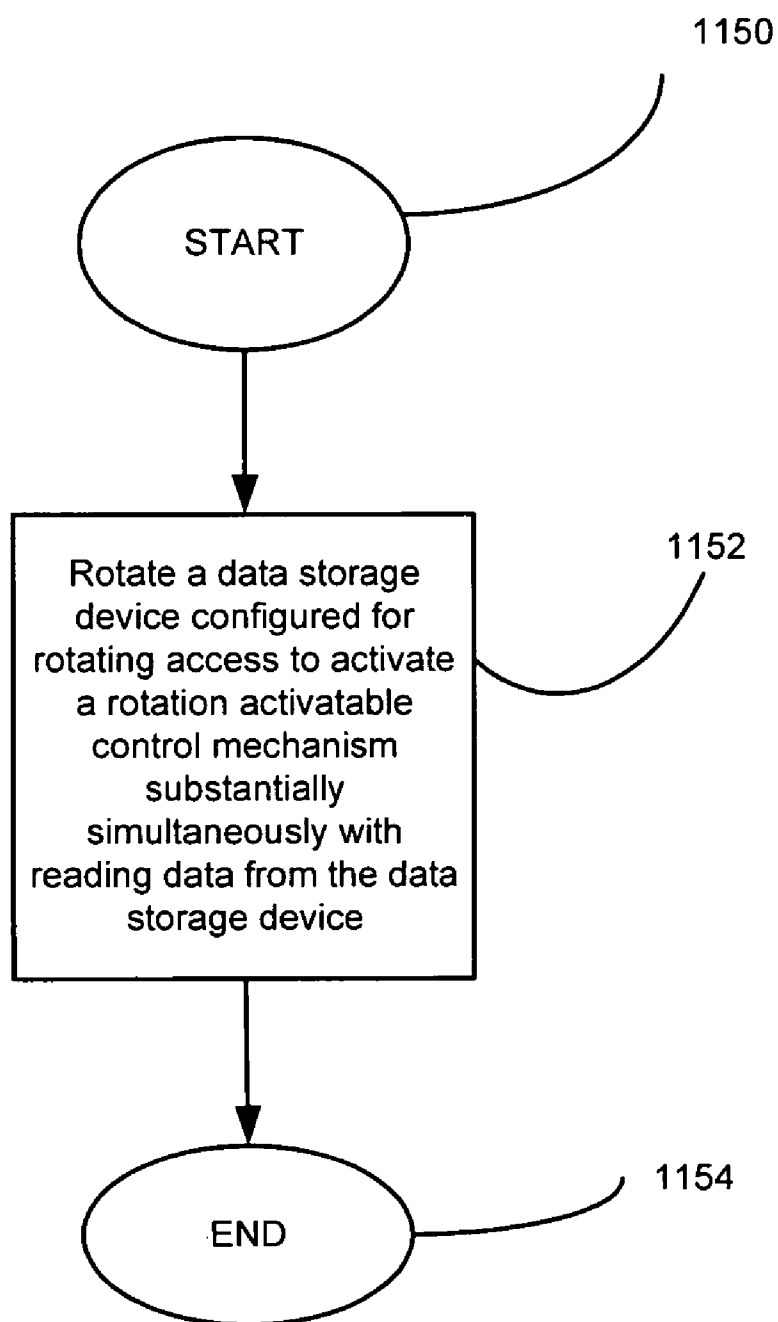 1150
START
Rotate a data storage
device configured for
rotating access to activate
a rotation activatable
control mechanism
substantially
simultaneously with
reading data from the data
storage device
1152
1154
END